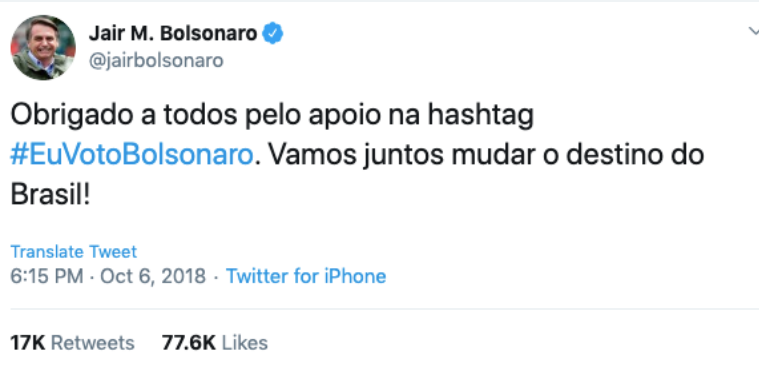 Jair M. Bolsonaro
@jairbolsonaro
Obrigado a todos pelo apoio na hashtag
#EuVotoBolsonaro. Vamos juntos mudar o destino do
Brasil!
Translate Tweet
6:15 PM · Oct 6, 2018 · Twitter for iPhone
17K Retweets 77.6K Likes